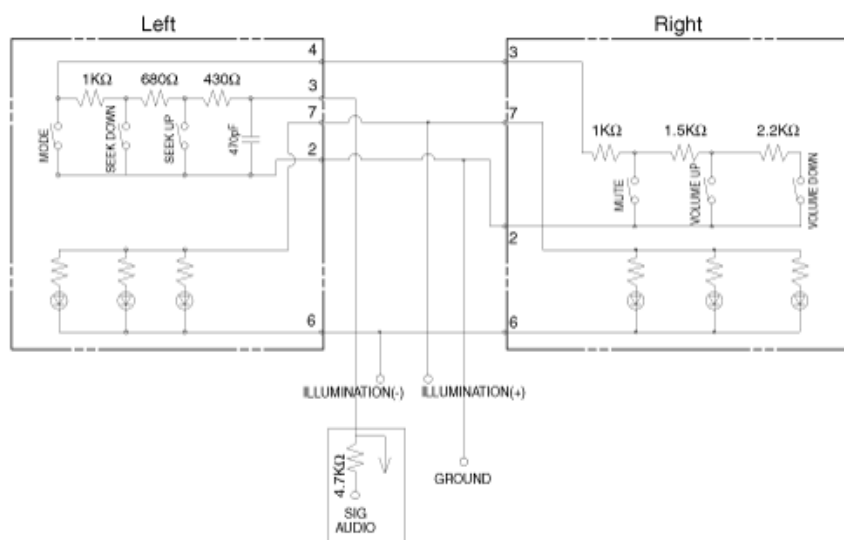 Left
Right
4
3
1KΩ
680Ω
430Ω
3
7
2
MODE
SEEK DOWN
SEEK UP
470pF
7
1KΩ
1.5KΩ
2.2KΩ
MUTE
VOLUME UP
VOLUME DOWN
2
6
6
ILLUMINATION(-)
ILLUMINATION(+)
4.7KΩ
GROUND
SIG
AUDIO